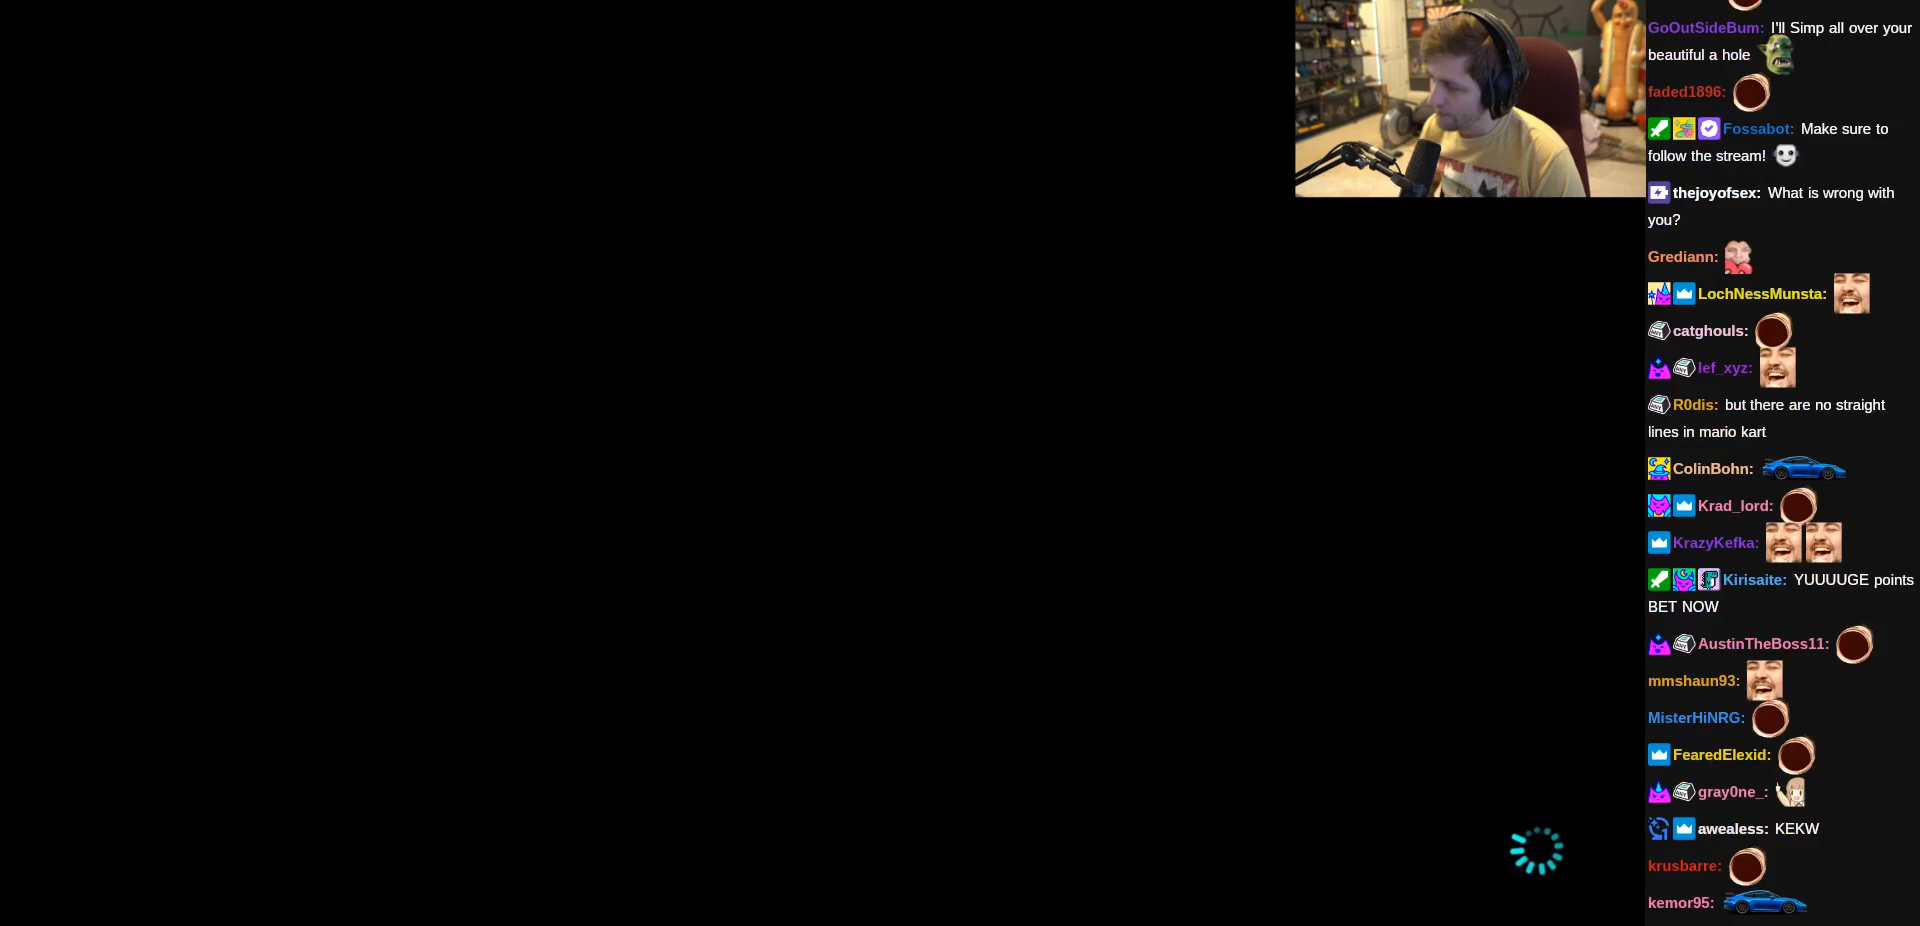 GoOutSideBum: I'll Simp all over your
beautiful a hole
faded1896:
Fossabot: Make sure to
follow the stream!
thejoyofsex: What is wrong with
you?
Grediann:
LochNessMunsta:
catghouls:
lef_xyz:
R0dis: but there are no straight
lines in mario kart
ColinBohn:
Krad_lord:
KrazyKefka:
Kirisaite: YUUUUGE points
BET NOW
AustinTheBoss11:
mmshaun93:
MisterHiNRG:
FearedElexid:
gray0ne_:
awealess: KEKW
krusbarre:
kemor95: